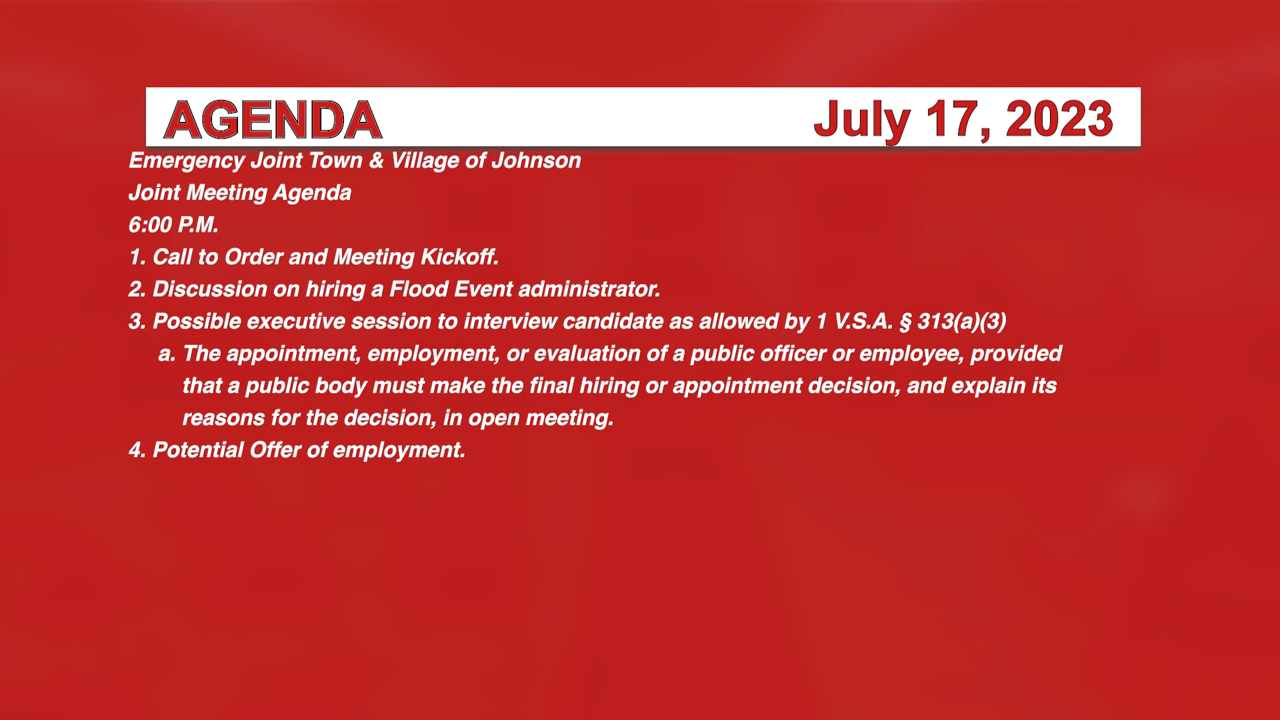 AGENDA July 17, 2023
Emergency Joint Town & Village of Johnson
Joint Meeting Agenda
6:00 P.M.
1. Call to Order and Meeting Kickoff.
2. Discussion on hiring a Flood Event administrator.
3. Possible executive session to interview candidate as allowed by 1 V.S.A. § 313(a)(3)
a. The appointment, employment, or evaluation of a public officer or employee, provided
that a public body must make the final hiring or appointment decision, and explain its
reasons for the decision, in open meeting.
4. Potential Offer of employment.